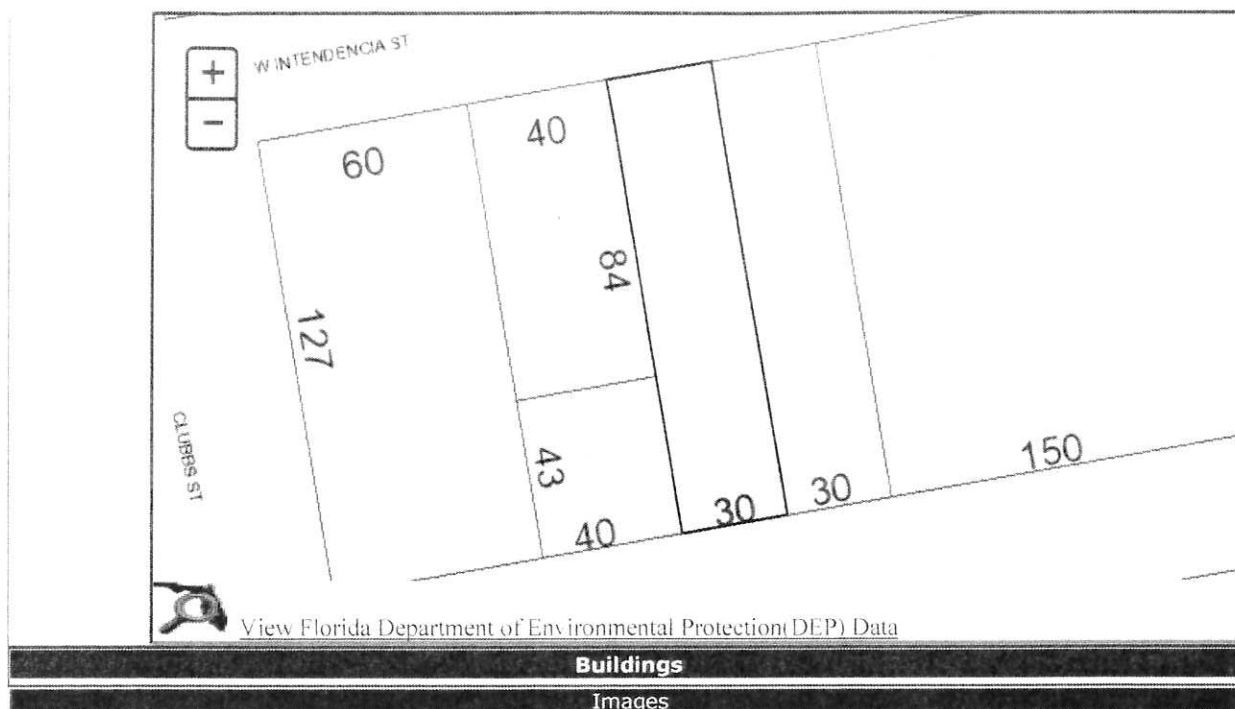 W INTENDENCIA ST
+
−
60
40
84
127
CLUBBS ST
43
40
30
30
150
View Florida Department of Environmental Protection(DEP) Data
Buildings
Images